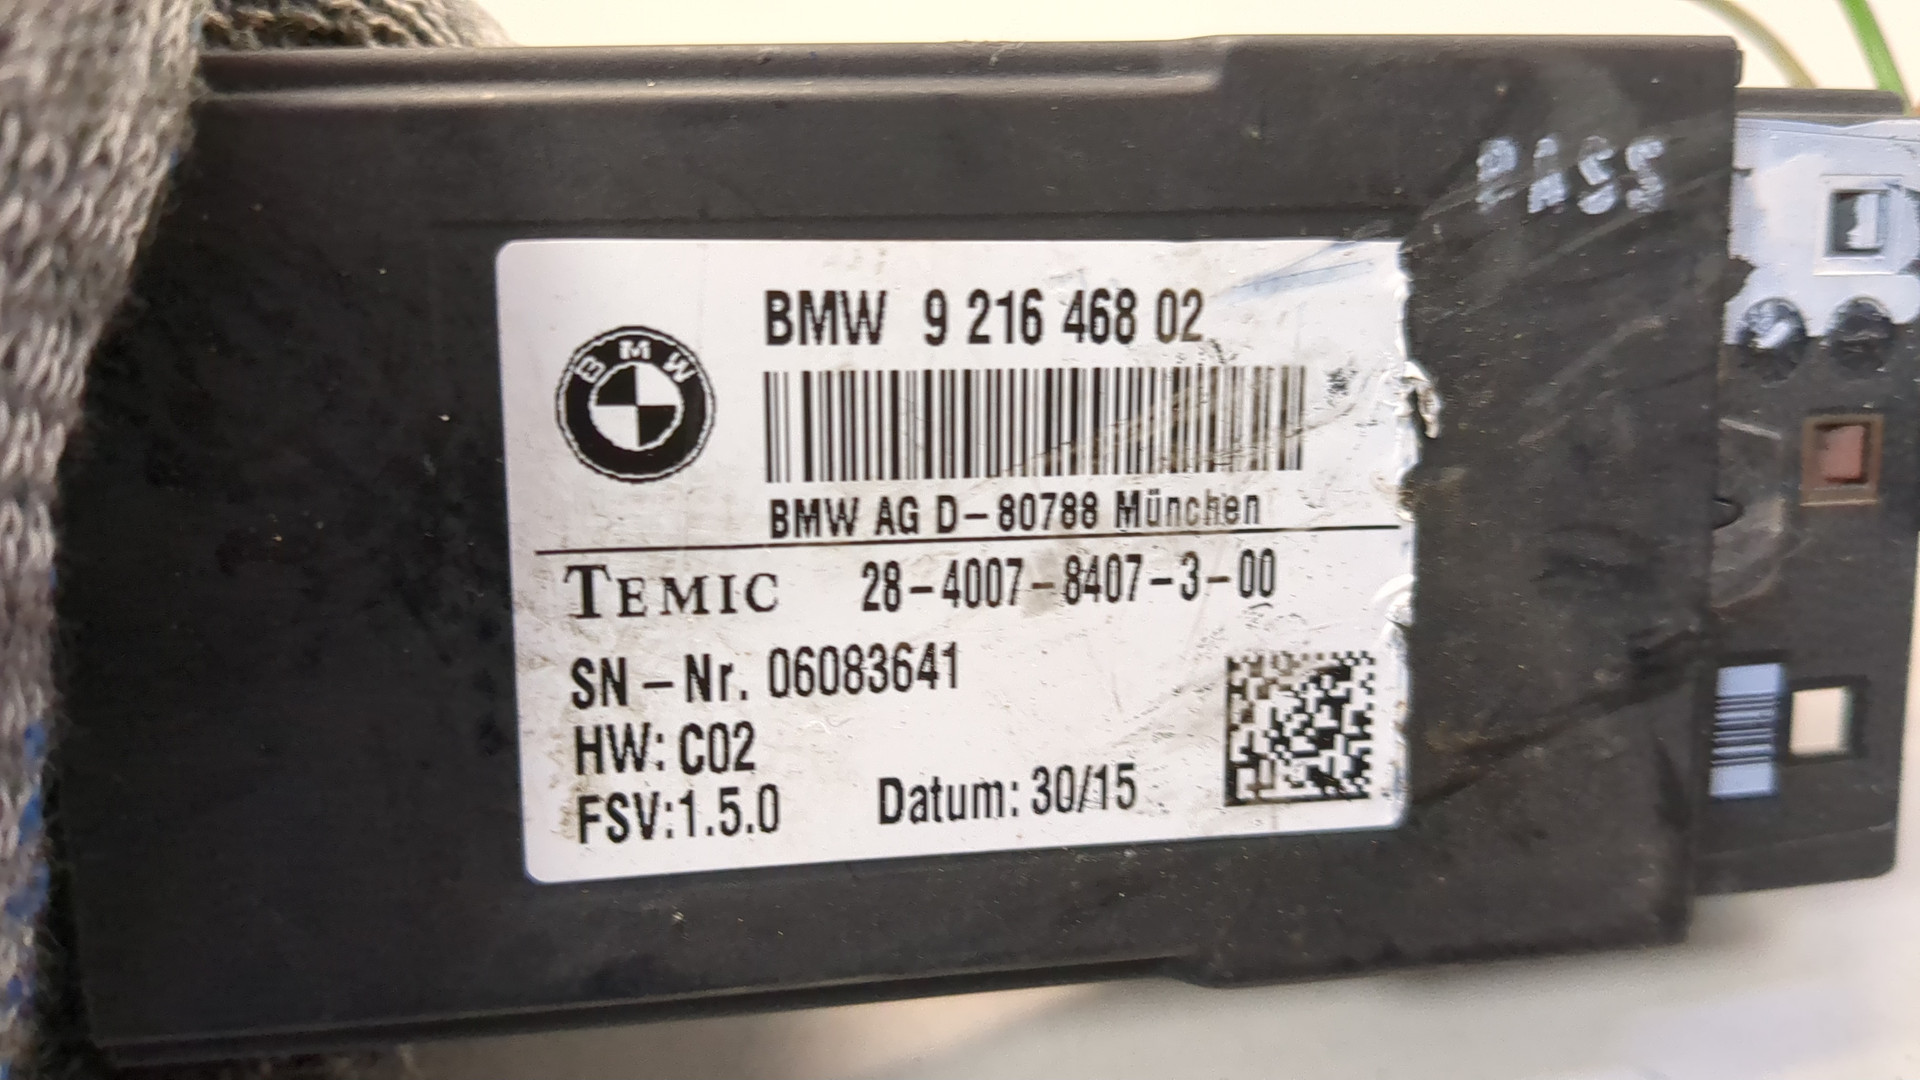 PASS
BMW 9 216 468 02
BMW
BMW AG D-80788 München
TEMIC 28-4007-8407-3-00
SN-Nr. 06083641
HW: C02
FSV:1.5.0 Datum: 30/15